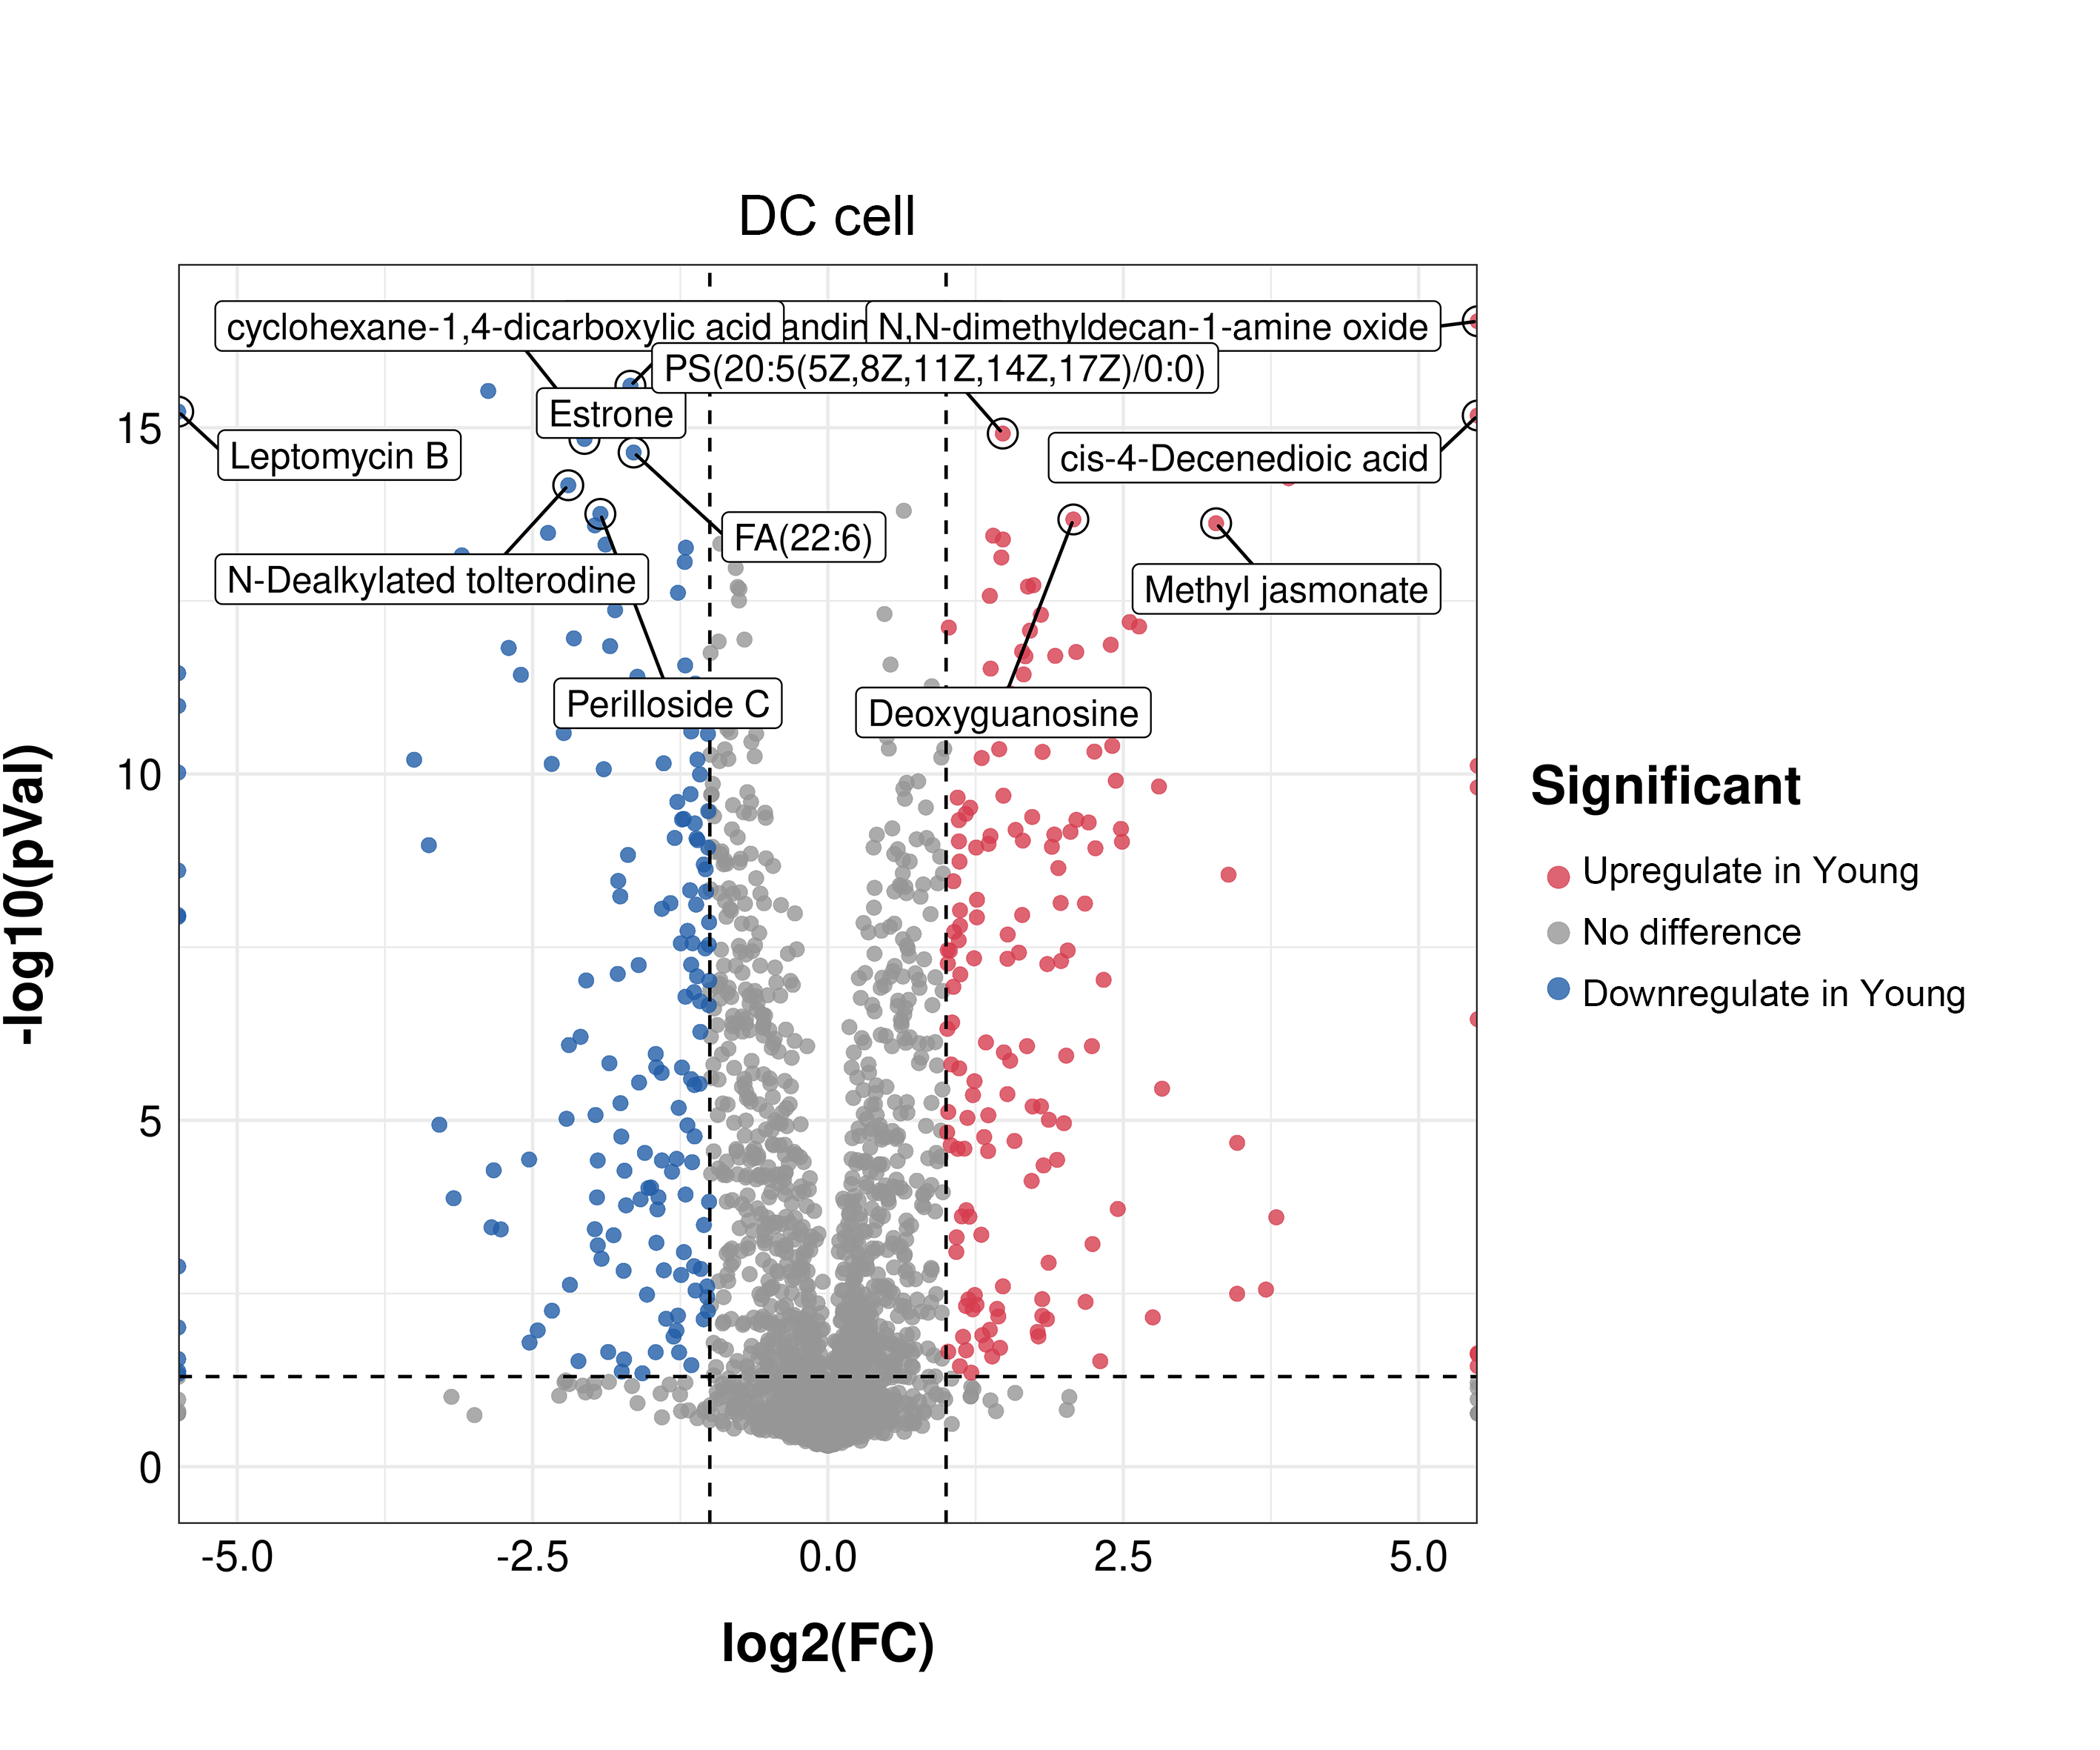 DC cell
cyclohexane-1,4-dicarboxylic acid
N,N-dimethyldecan-1-amine oxide
PS(20:5(5Z,8Z,11Z,14Z,17Z)/0:0)
Estrone
Leptomycin B
cis-4-Decenedioic acid
FA(22:6)
N-Dealkylated tolterodine
Methyl jasmonate
Perilloside C
Deoxyguanosine
15
10
5
0
-log10(pVal)
-5.0
-2.5
0.0
2.5
5.0
log2(FC)
Significant
Upregulate in Young
No difference
Downregulate in Young